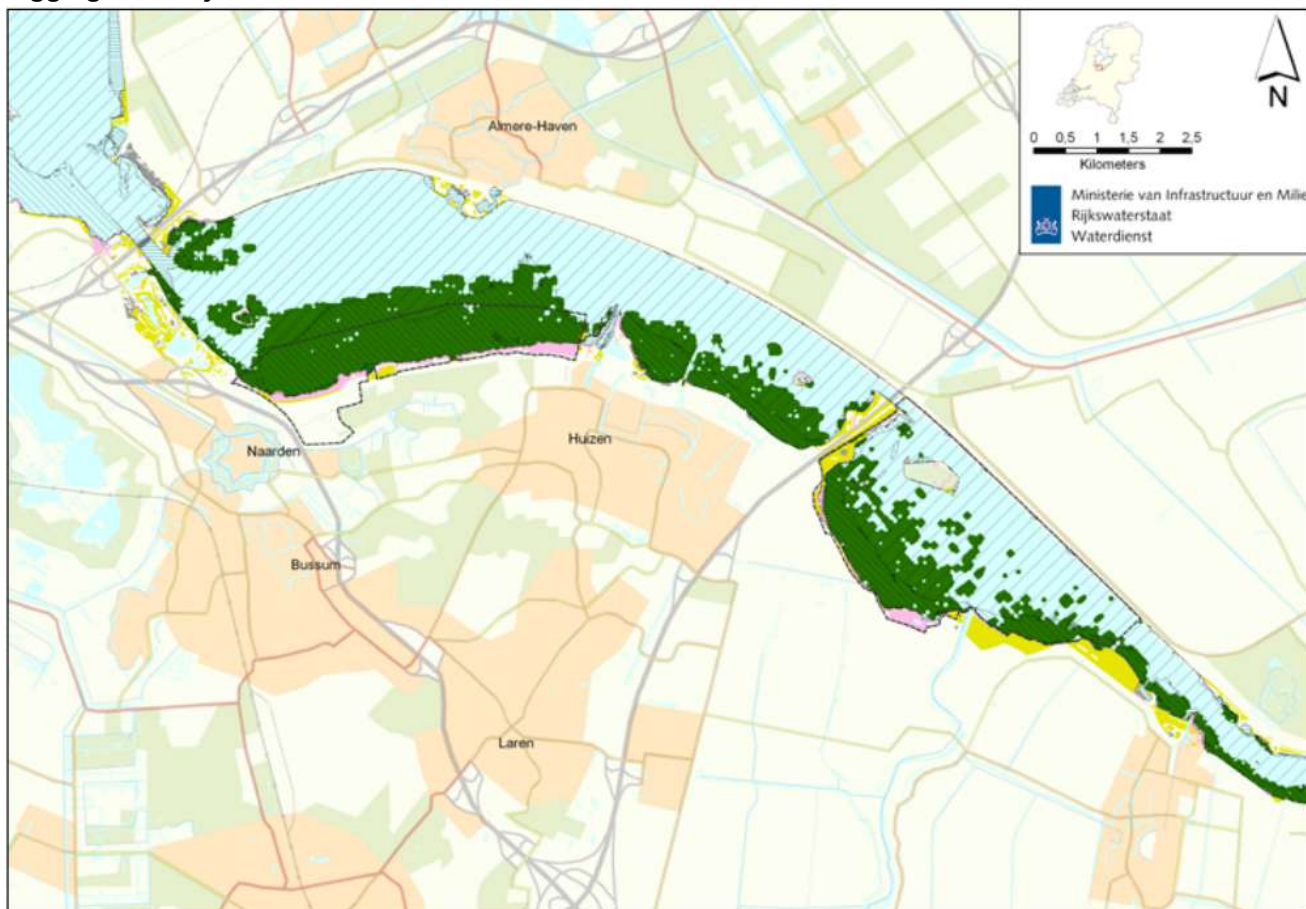 Almere-Haven
N
0 0,5 1 1,5 2 2,5
Kilometers
Ministerie van Infrastructuur en Milie
Rijkswaterstaat
Waterdienst
Naarden
Huizen
Bussum
Laren